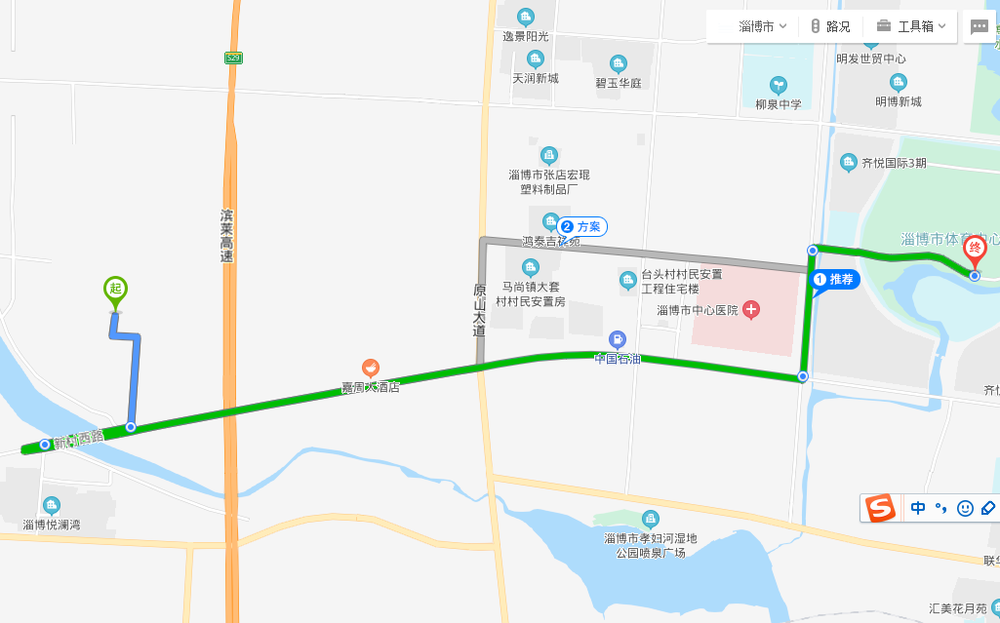 淄博市
路况
工具箱
逸景阳光
S29
天润新城
碧玉华庭
明发世贸中心
柳泉中学
明博新城
淄博市张店宏琨
塑料制品厂
齐悦国际3期
滨莱高速
2 方案
鸿泰吉祥苑
淄博市体育中心
终
起
马尚镇大套
村村民安置房
台头村村民安置
工程住宅楼
1 推荐
原山大道
淄博市中心医院
中国石油
嘉周大酒店
新村西路
淄博悦澜湾
中
淄博市孝妇河湿地
公园喷泉广场
汇美花月苑